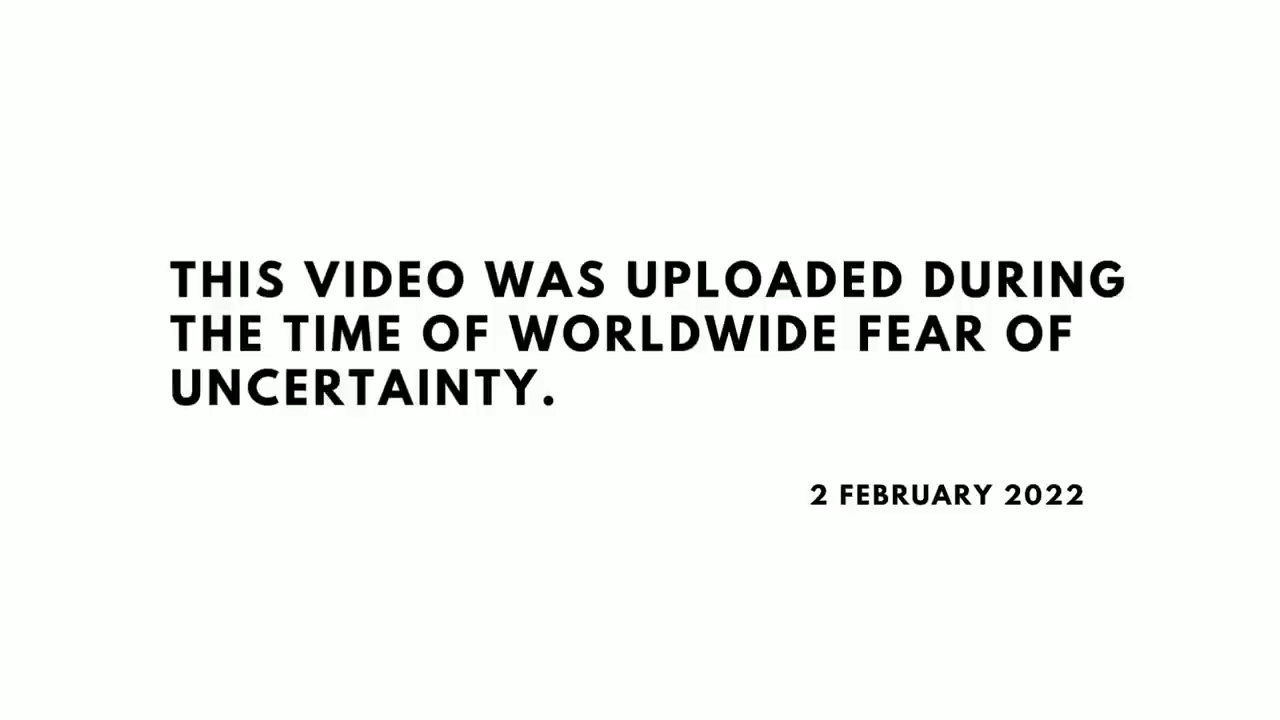 THIS VIDEO WAS UPLOADED DURING
THE TIME OF WORLDWIDE FEAR OF
UNCERTAINTY.
2 FEBRUARY 2022